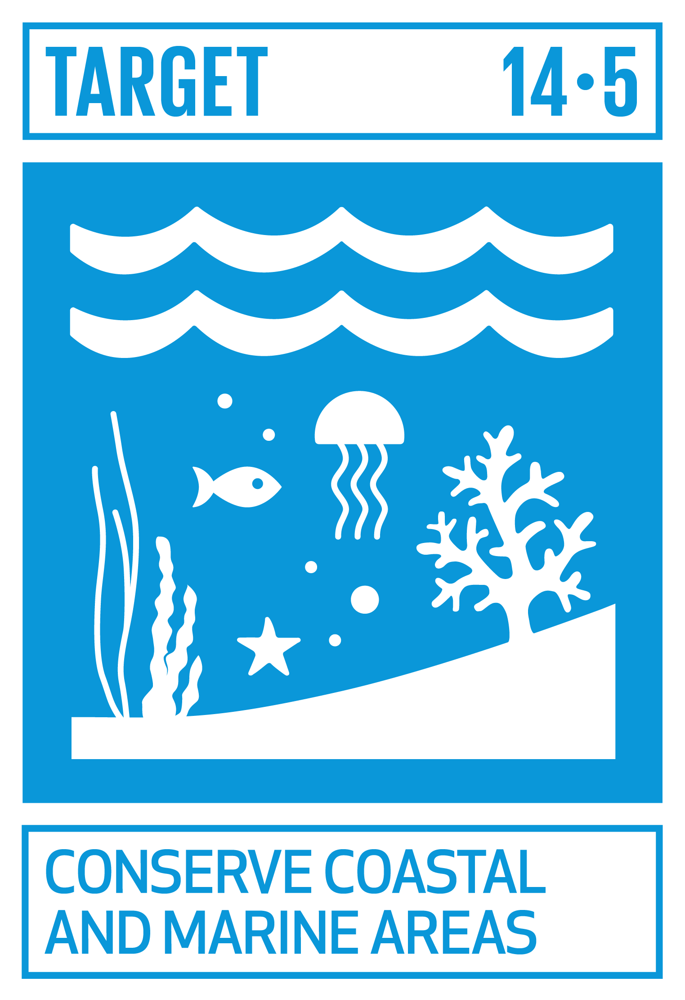 TARGET 14·5
CONSERVE COASTAL
AND MARINE AREAS